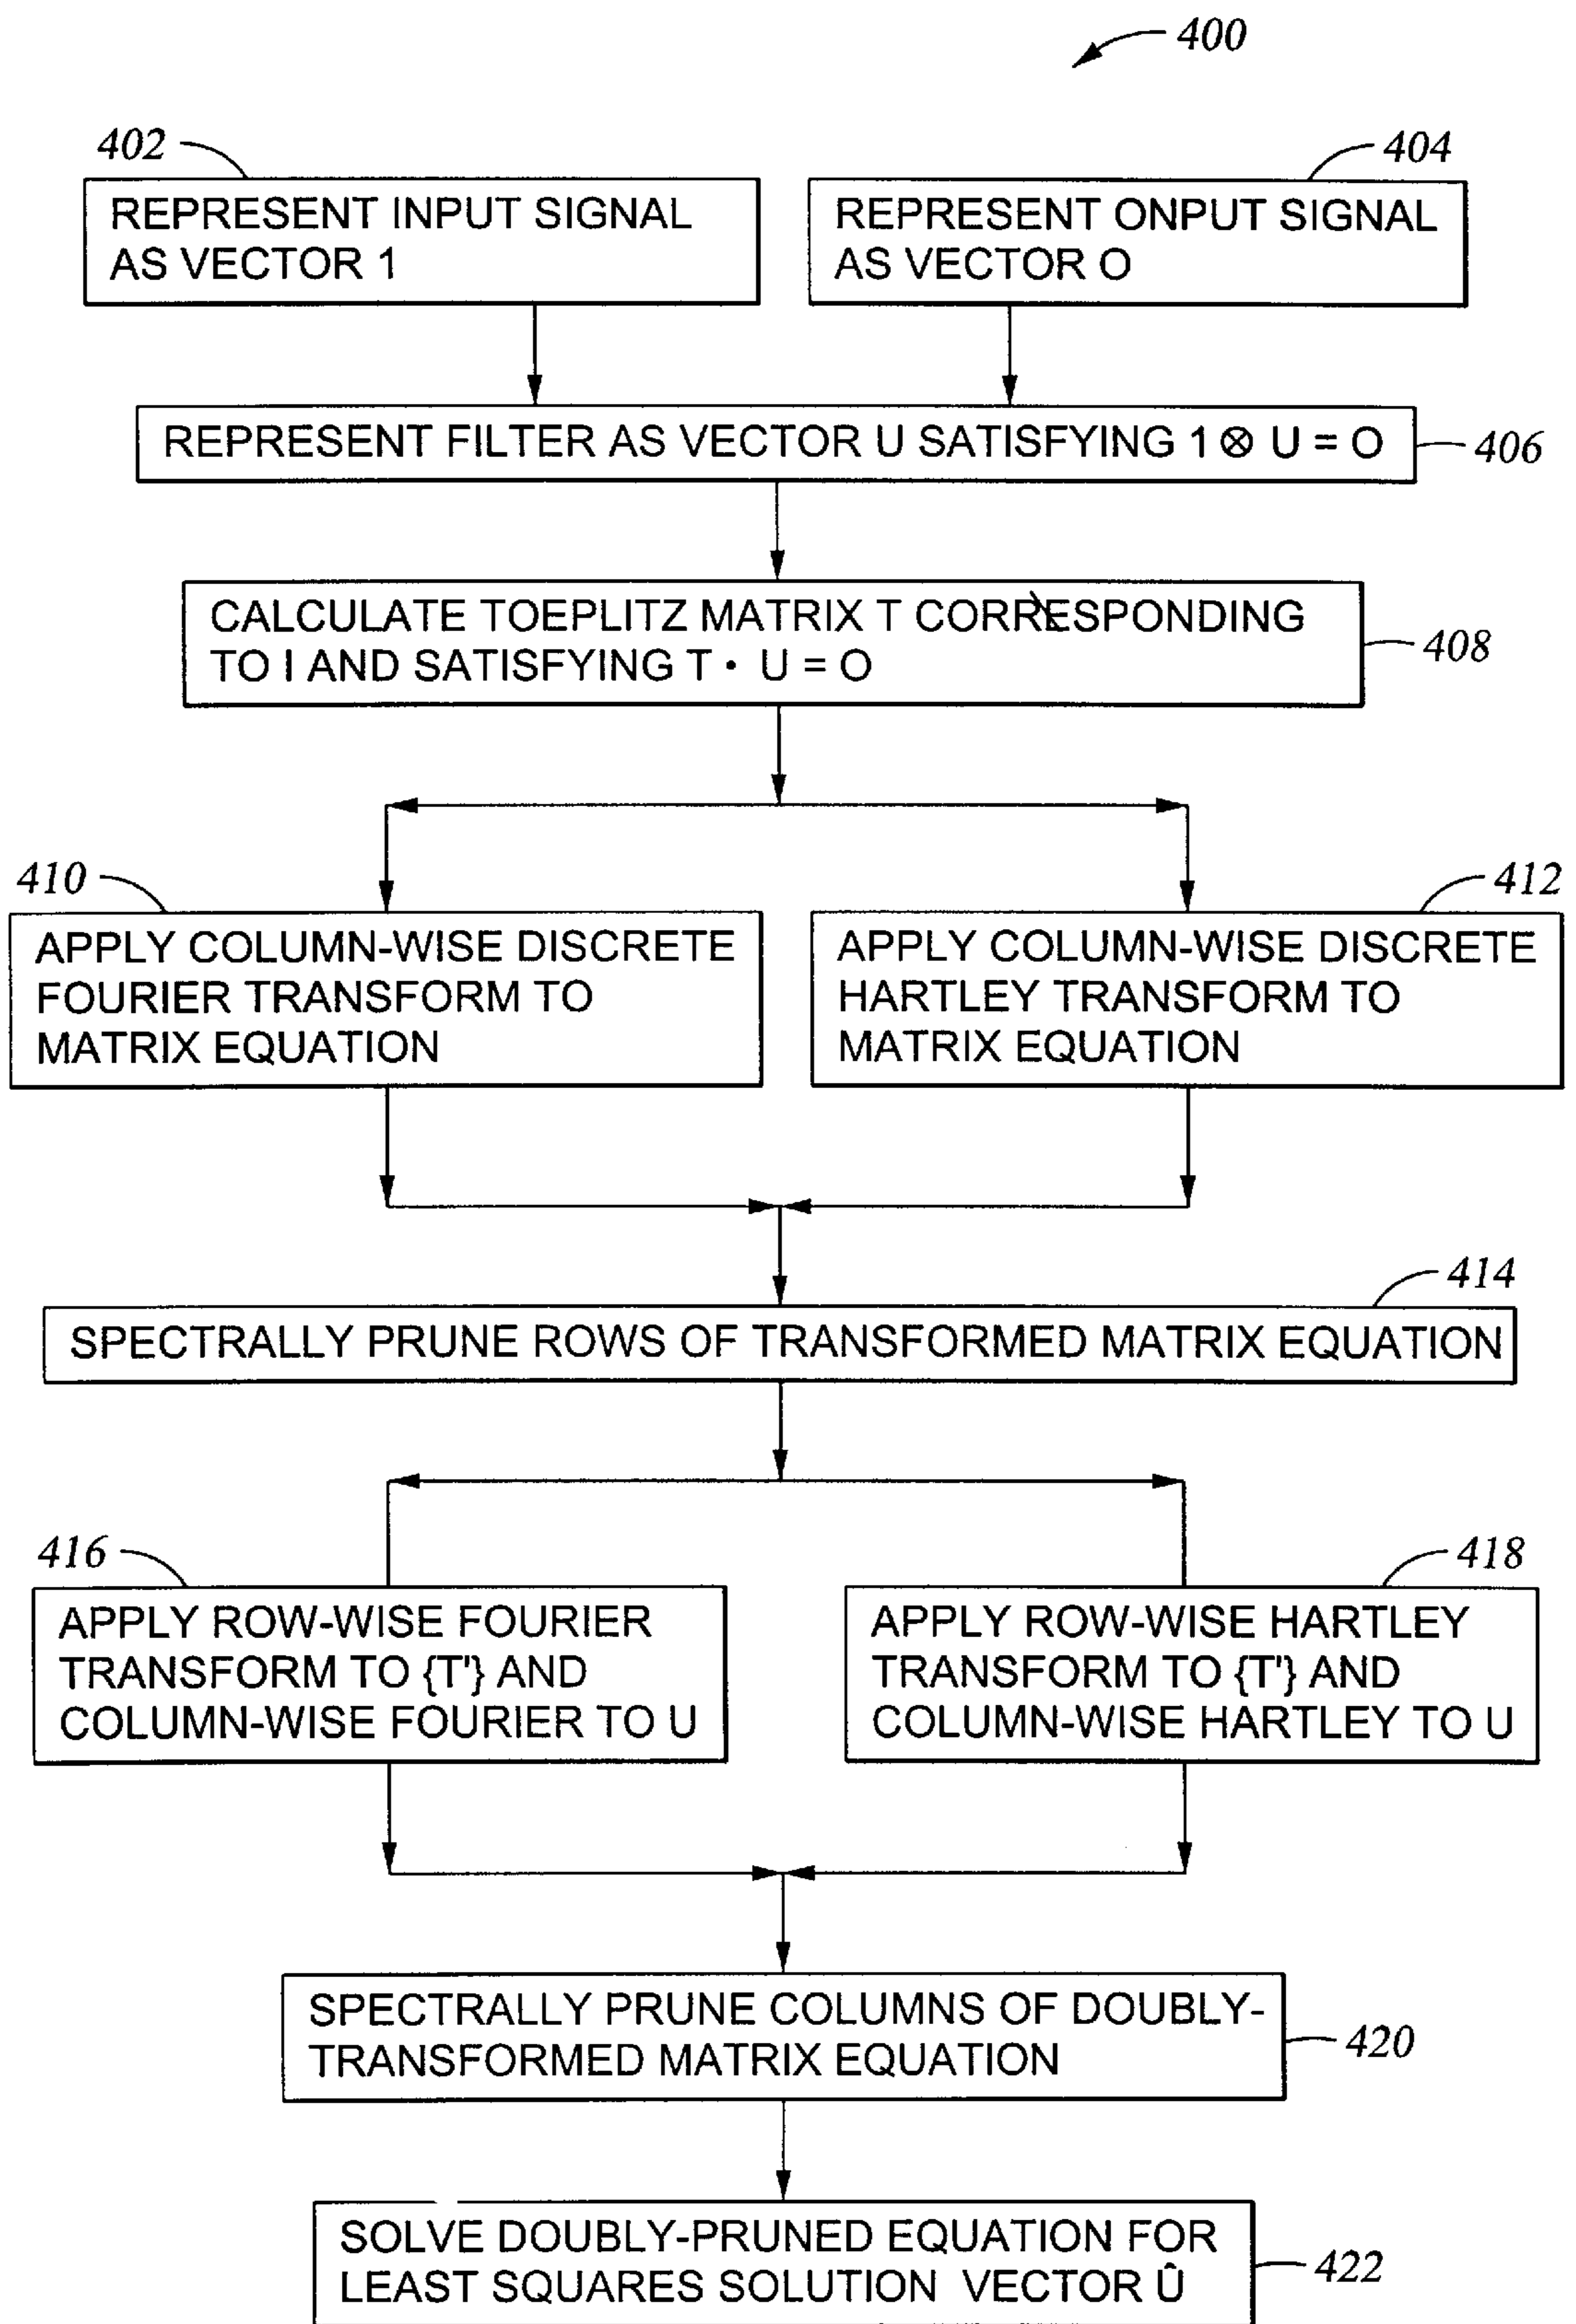 400
402
404
REPRESENT INPUT SIGNAL
AS VECTOR 1
REPRESENT ONPUT SIGNAL
AS VECTOR O
REPRESENT FILTER AS VECTOR U SATISFYING 1 ⊗ U = O
406
CALCULATE TOEPLITZ MATRIX T CORRESPONDING
TO I AND SATISFYING T • U = O
408
410
412
APPLY COLUMN-WISE DISCRETE
FOURIER TRANSFORM TO
MATRIX EQUATION
APPLY COLUMN-WISE DISCRETE
HARTLEY TRANSFORM TO
MATRIX EQUATION
414
SPECTRALLY PRUNE ROWS OF TRANSFORMED MATRIX EQUATION
416
418
APPLY ROW-WISE FOURIER
TRANSFORM TO {T'} AND
COLUMN-WISE FOURIER TO U
APPLY ROW-WISE HARTLEY
TRANSFORM TO {T'} AND
COLUMN-WISE HARTLEY TO U
SPECTRALLY PRUNE COLUMNS OF DOUBLY-
TRANSFORMED MATRIX EQUATION
420
SOLVE DOUBLY-PRUNED EQUATION FOR
LEAST SQUARES SOLUTION VECTOR Û
422